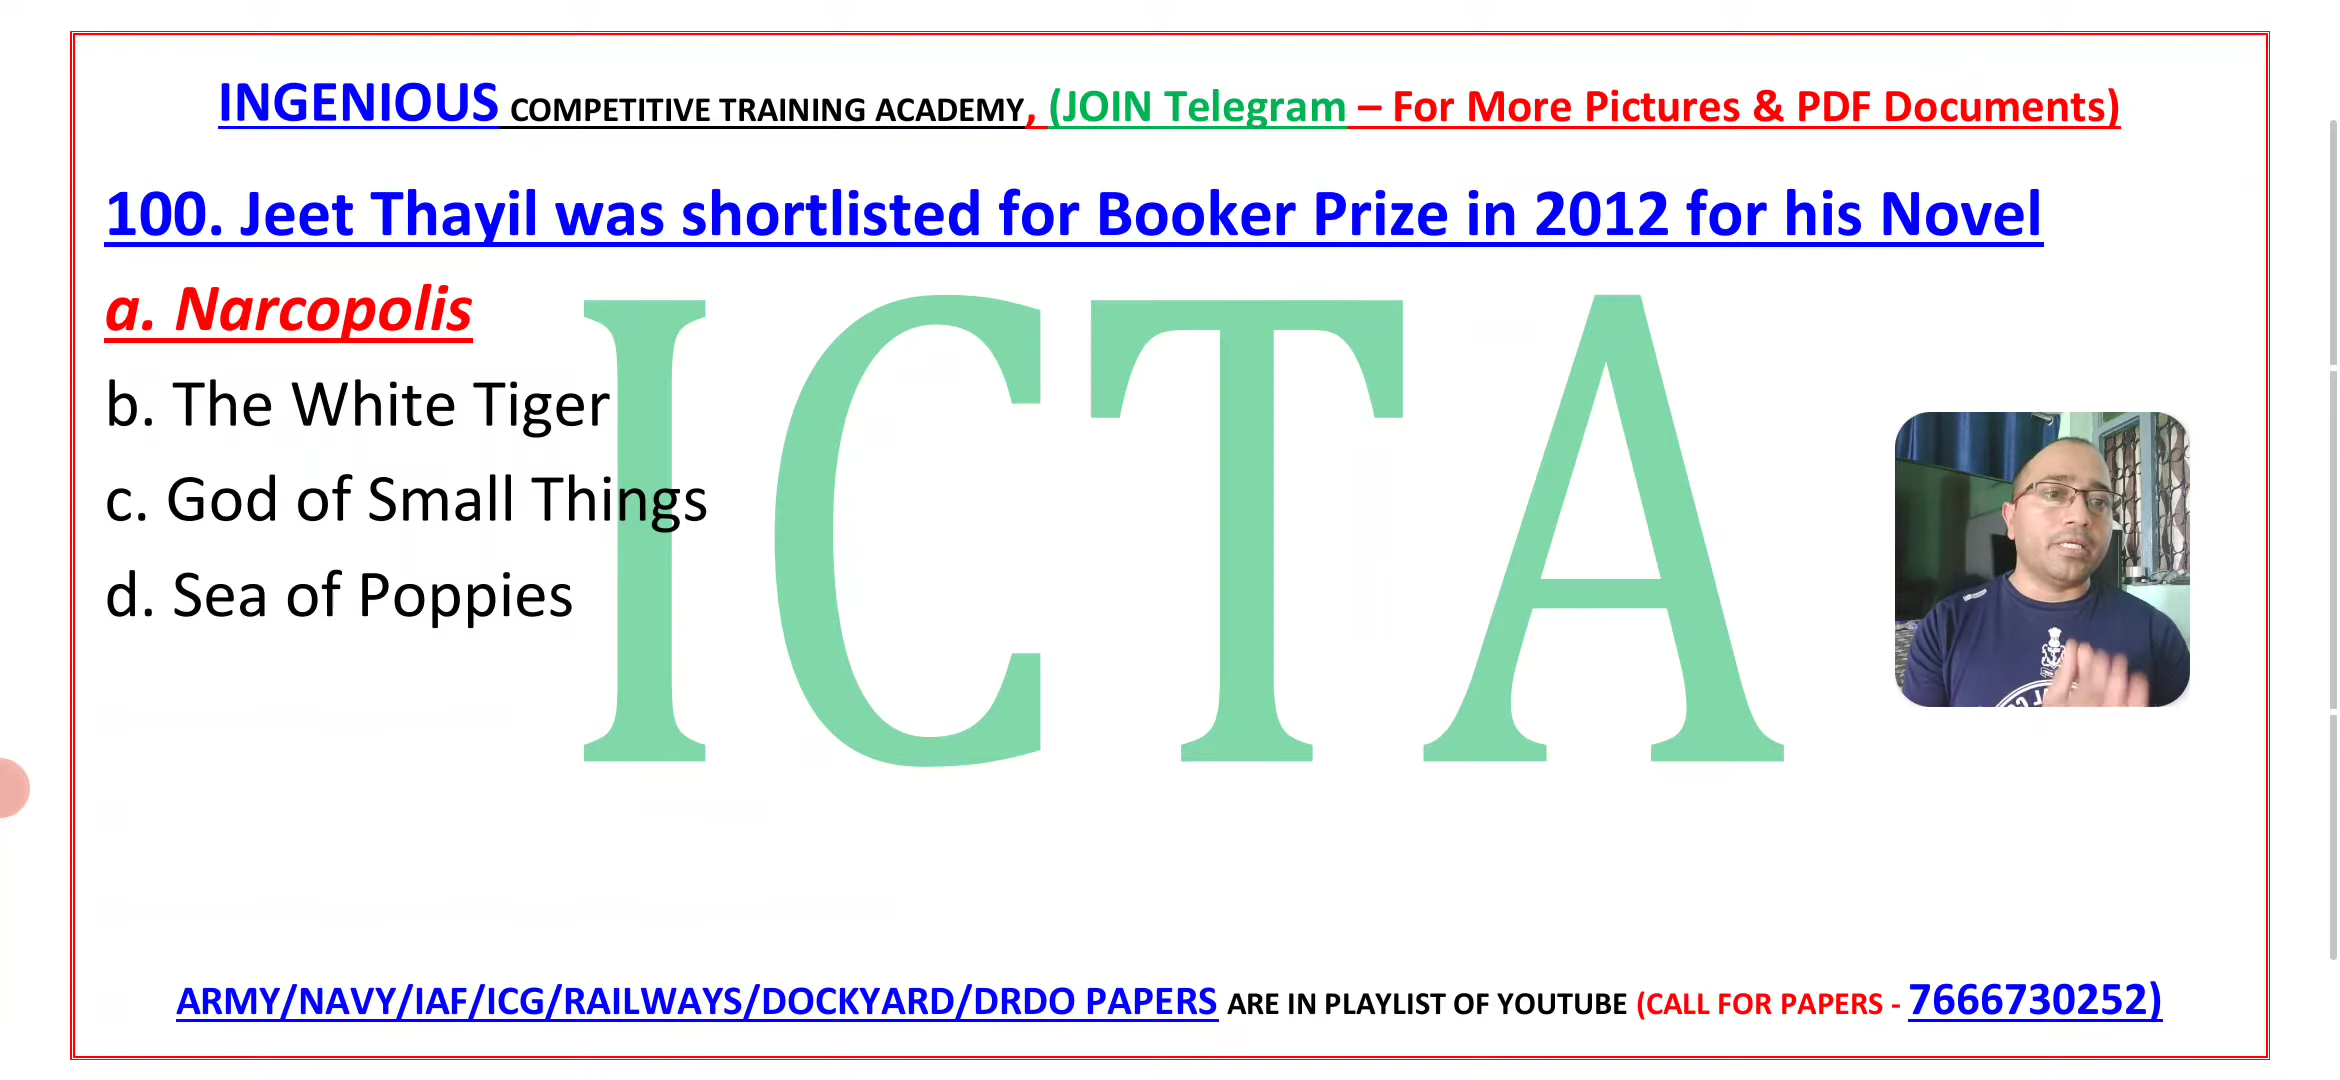 INGENIOUS COMPETITIVE TRAINING ACADEMY, (JOIN Telegram – For More Pictures & PDF Documents)
100. Jeet Thayil was shortlisted for Booker Prize in 2012 for his Novel
a. Narcopolis
b. The White Tiger
c. God of Small Things
d. Sea of Poppies
ICTA
ARMY/NAVY/IAF/ICG/RAILWAYS/DOCKYARD/DRDO PAPERS ARE IN PLAYLIST OF YOUTUBE (CALL FOR PAPERS - 7666730252)